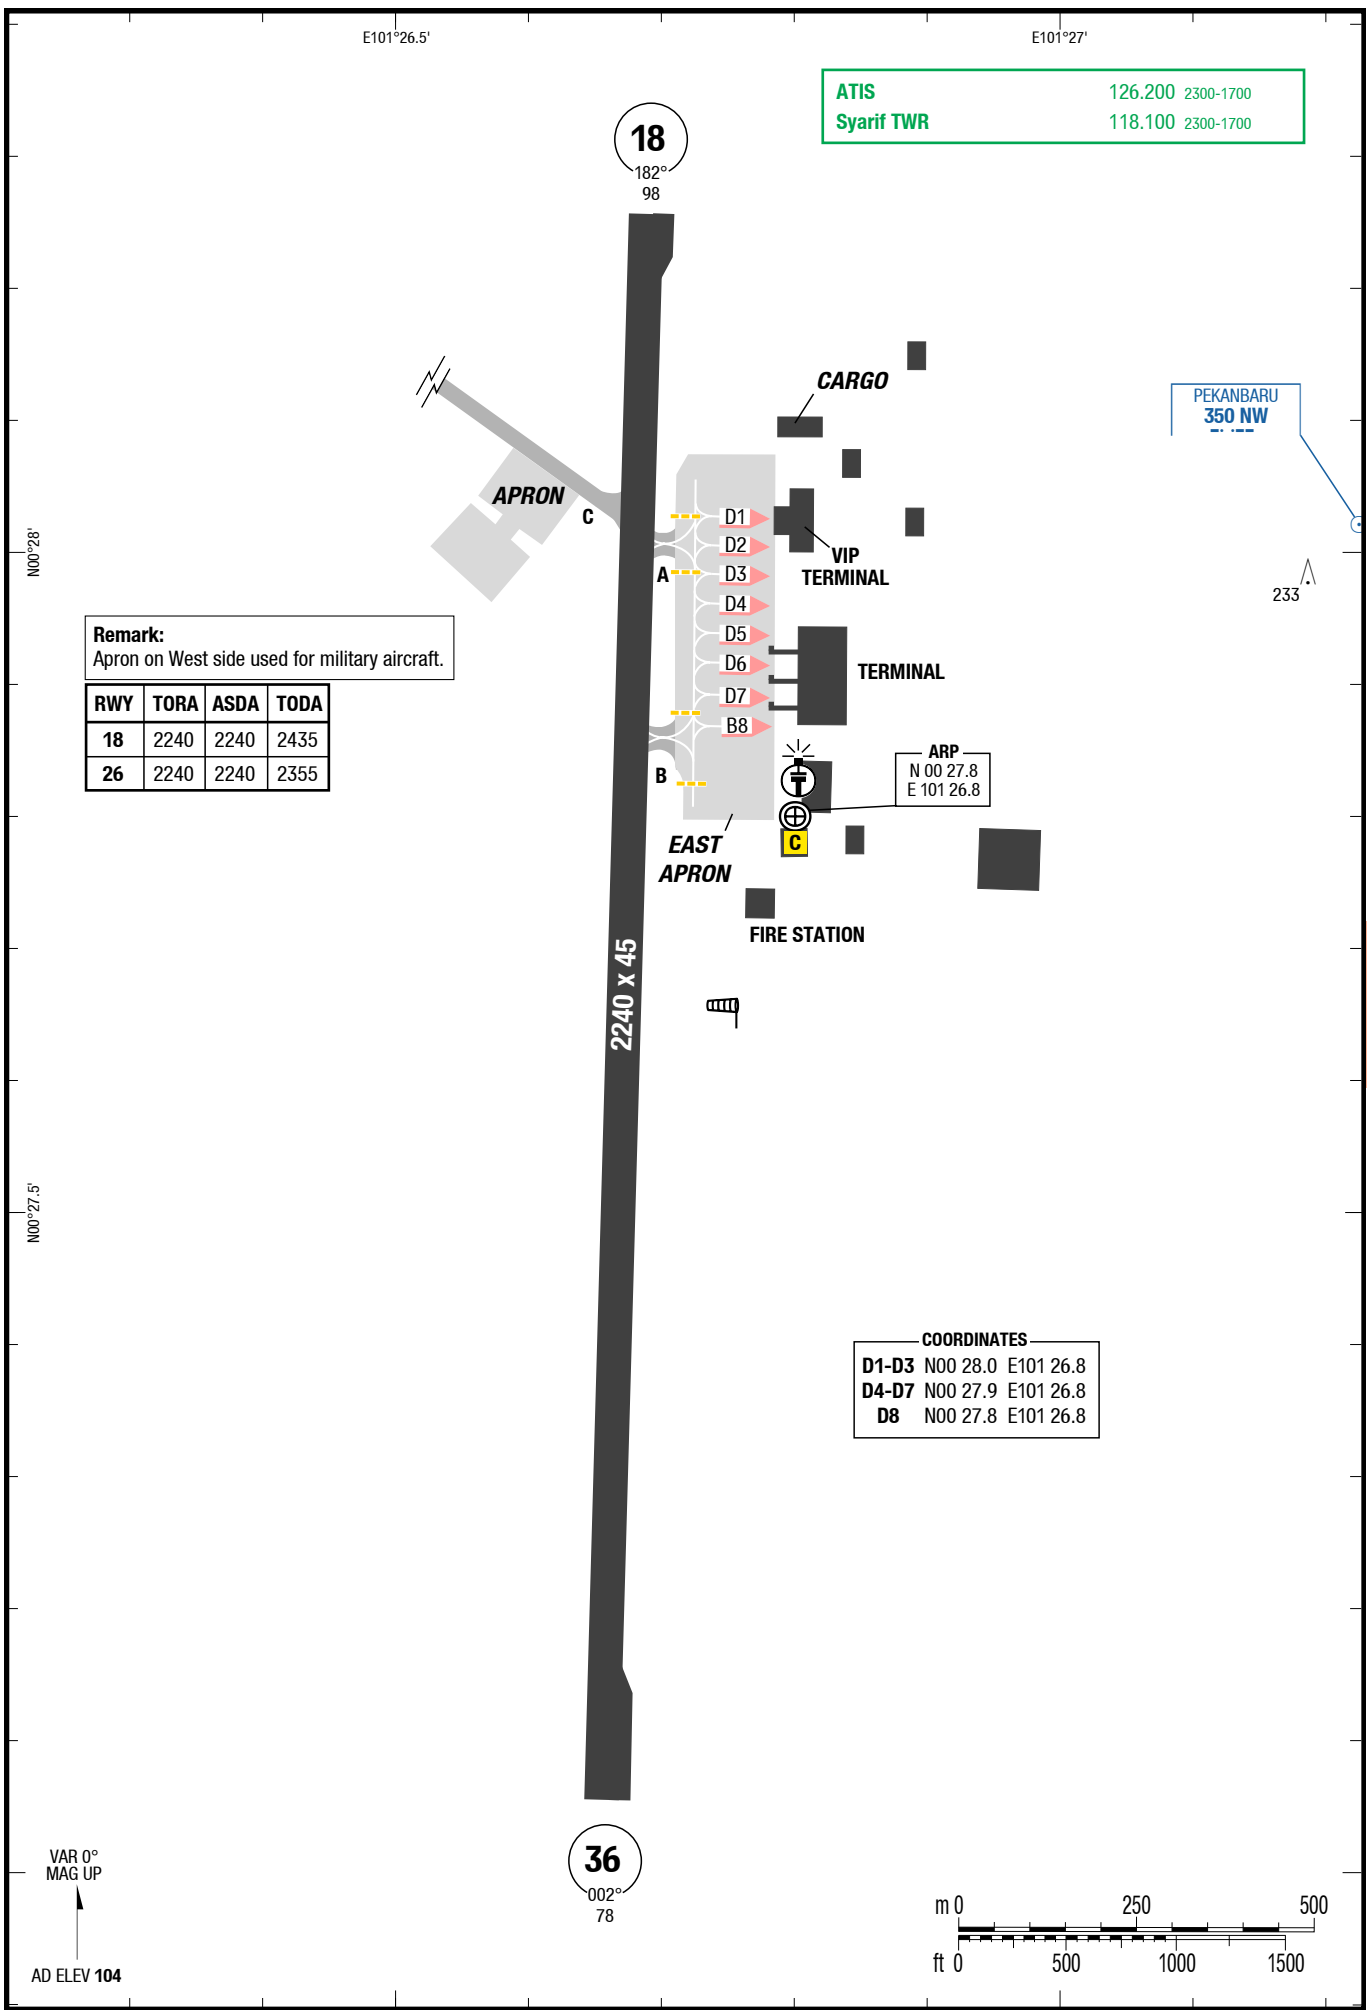 E101°26.5'
E101°27'
ATIS 126.200 2300-1700
Syarif TWR 118.100 2300-1700
18
182°
98
CARGO
PEKANBARU
350 NW
APRON
C
D1
D2
VIP
TERMINAL
A
D3
D4
D5
D6
D7
B8
N00°28'
233
Remark:
Apron on West side used for military aircraft.
RWY TORA ASDA TODA
18 2240 2240 2435
26 2240 2240 2355
TERMINAL
B
ARP
N 00 27.8
E 101 26.8
C
EAST
APRON
FIRE STATION
2240 x 45
N00°27.5'
COORDINATES
D1-D3 N00 28.0 E101 26.8
D4-D7 N00 27.9 E101 26.8
D8 N00 27.8 E101 26.8
36
002°
78
VAR 0°
MAG UP
AD ELEV 104
m 0 250 500
ft 0 500 1000 1500